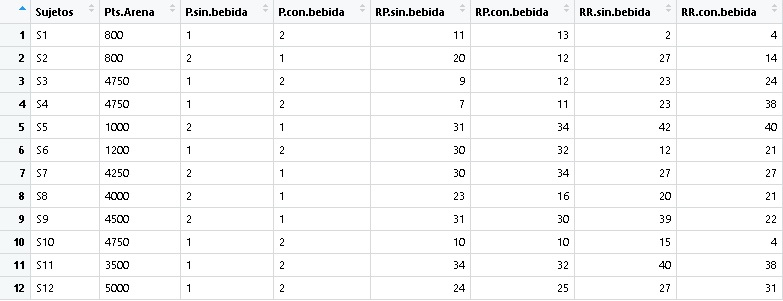 Sujetos Pts.Arena P.sin.bebida P.con.bebida RP.sin.bebida RP.con.bebida RR.sin.bebida RR.con.bebida
1 S1 800 1 2 11 13 2 4
2 S2 800 2 1 20 12 27 14
3 S3 4750 1 2 9 12 23 24
4 S4 4750 1 2 7 11 23 38
5 S5 1000 2 1 31 34 42 40
6 S6 1200 1 2 30 32 12 21
7 S7 4250 2 1 30 34 27 27
8 S8 4000 2 1 23 16 20 21
9 S9 4500 2 1 31 30 39 22
10 S10 4750 1 2 10 10 15 4
11 S11 3500 1 2 34 32 40 38
12 S12 5000 1 2 24 25 27 31